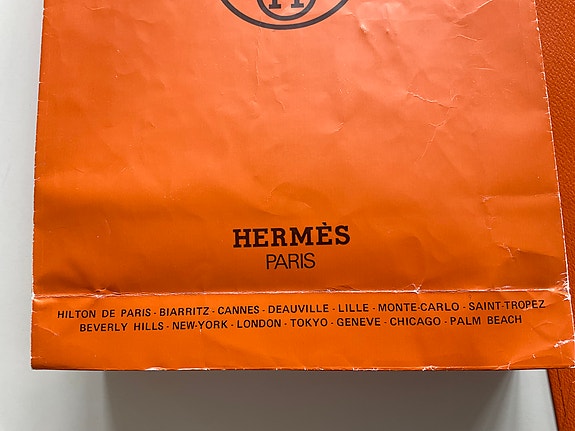 H
HERMÈS
PARIS
HILTON DE PARIS - BIARRITZ - CANNES - DEAUVILLE - LILLE - MONTE-CARLO - SAINT-TROPEZ
BEVERLY HILLS - NEW-YORK - LONDON - TOKYO - GENEVE - CHICAGO - PALM BEACH